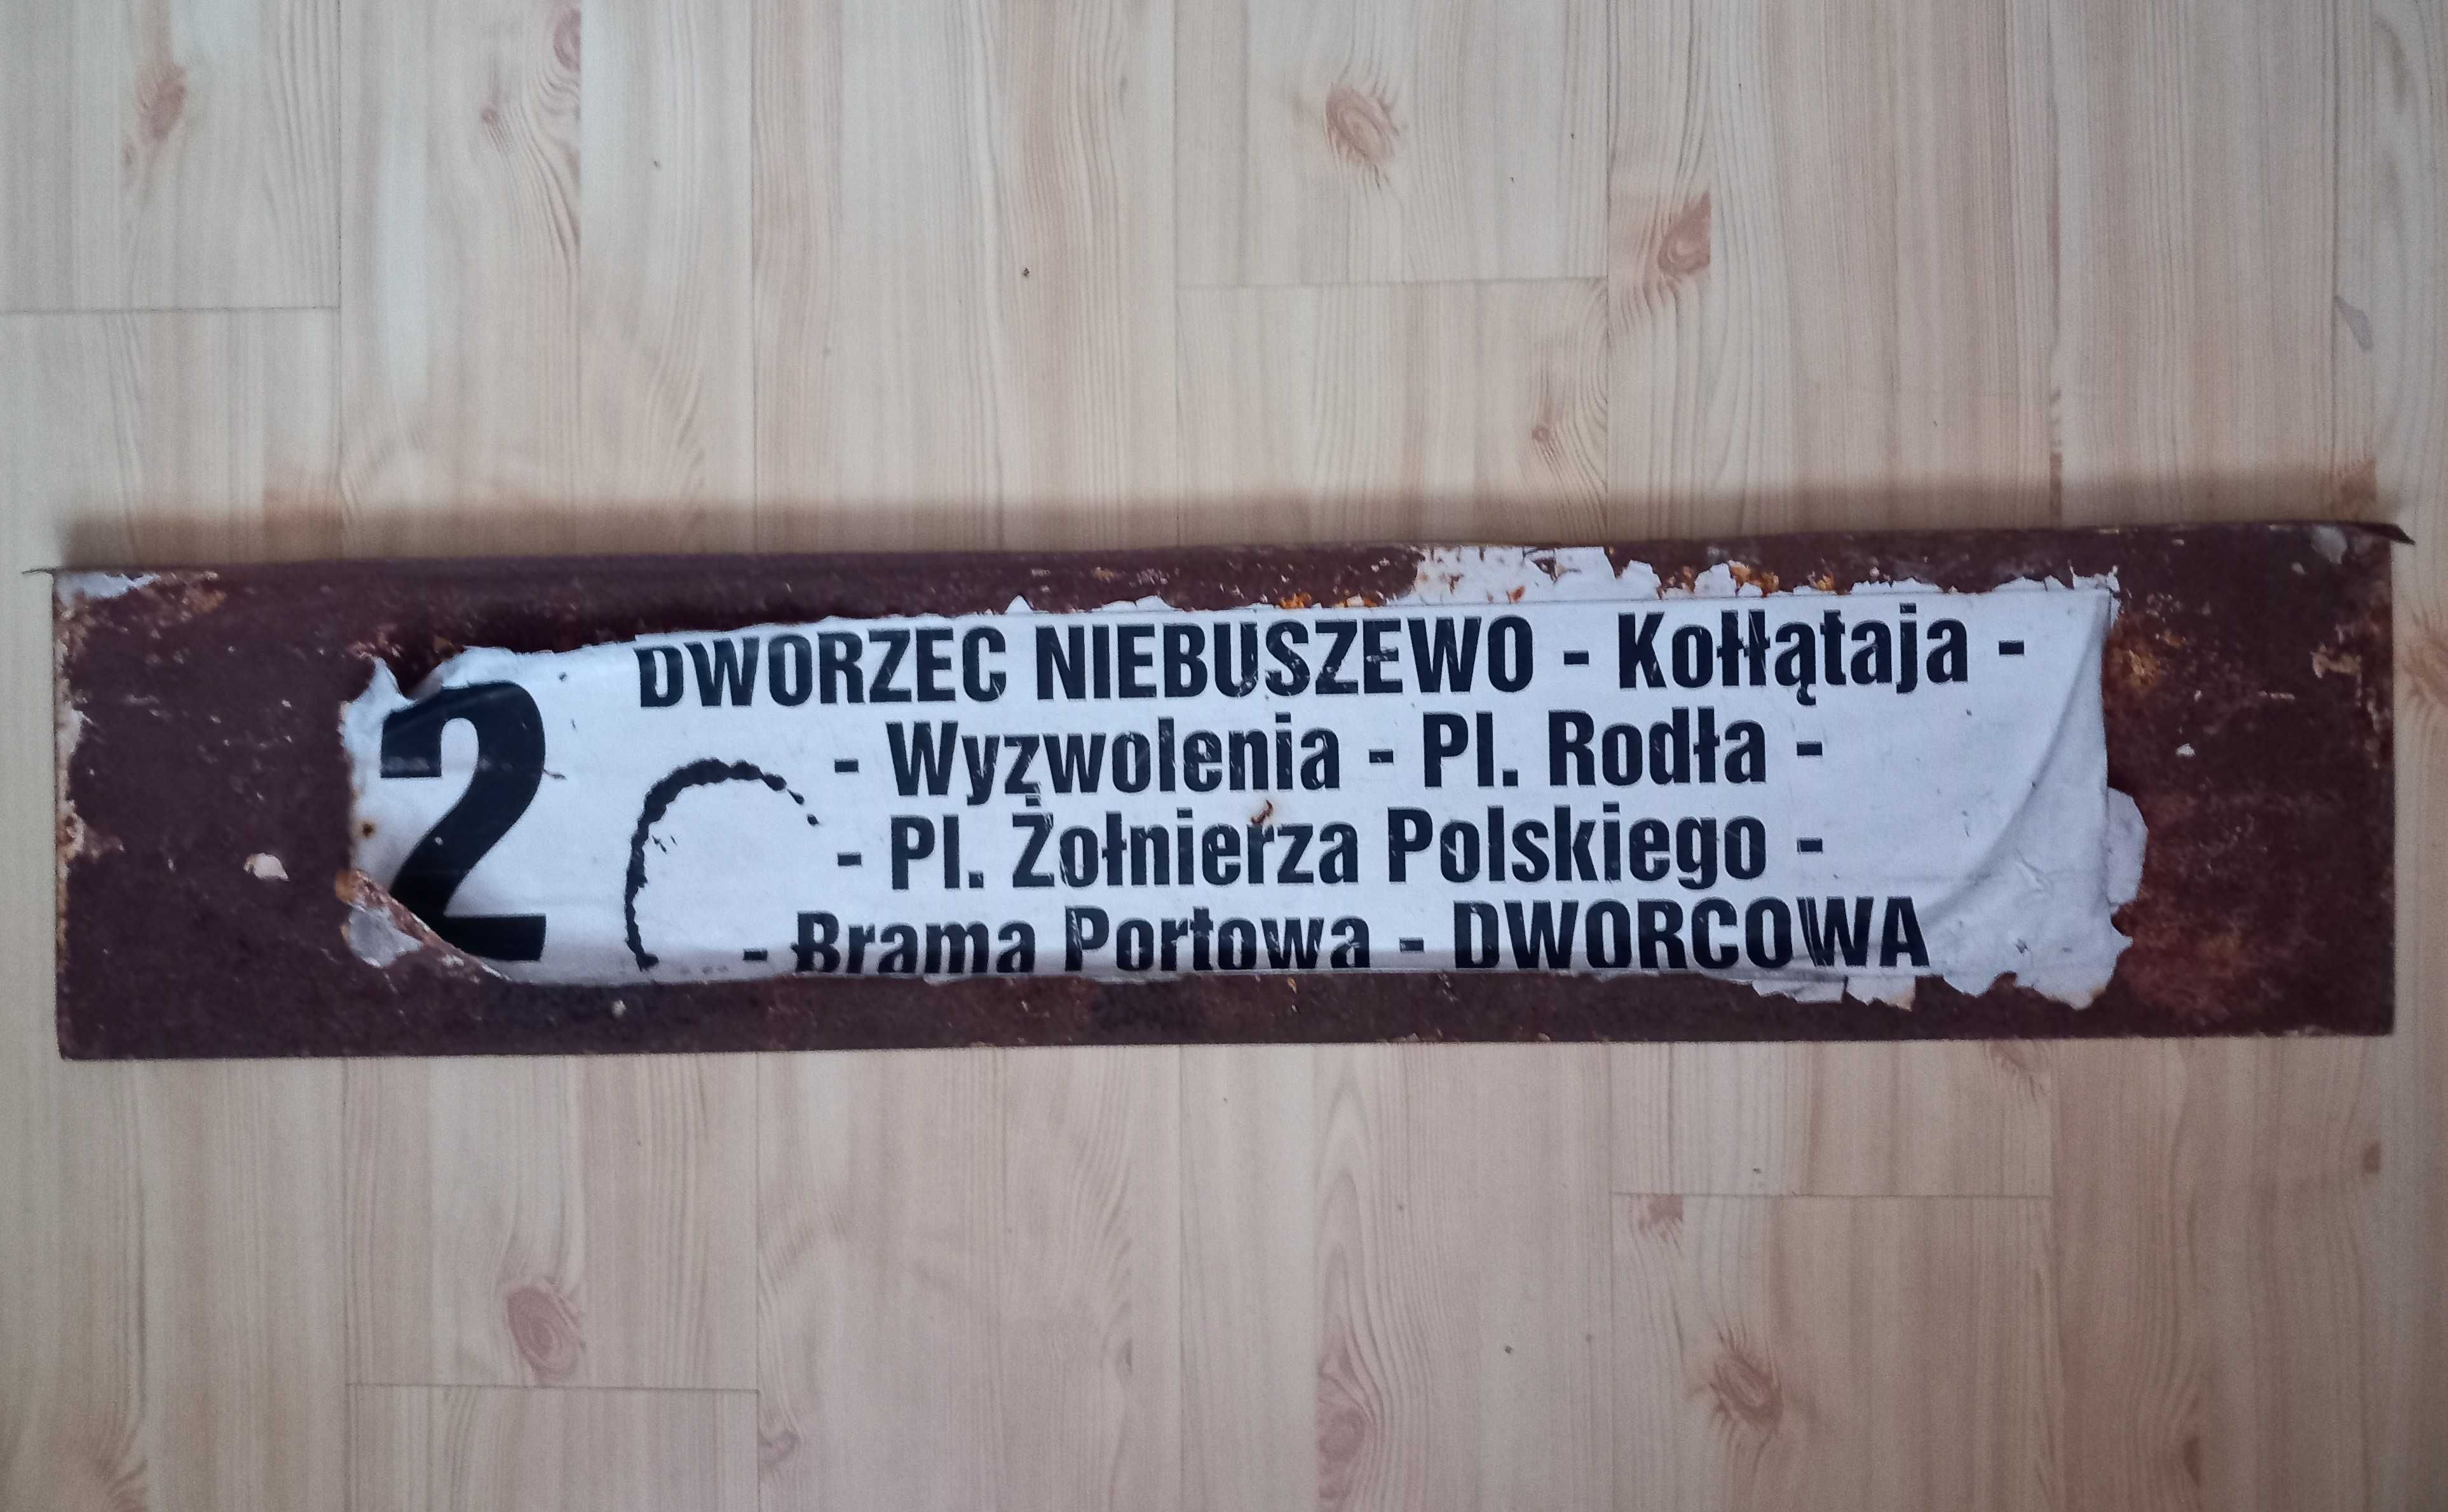 2
DWORZEC NIEBUSZEWO - Kołłątaja -
- Wyzwolenia - Pl. Rodła -
- Pl. Żołnierza Polskiego -
- Brama Portowa - DWORCOWA